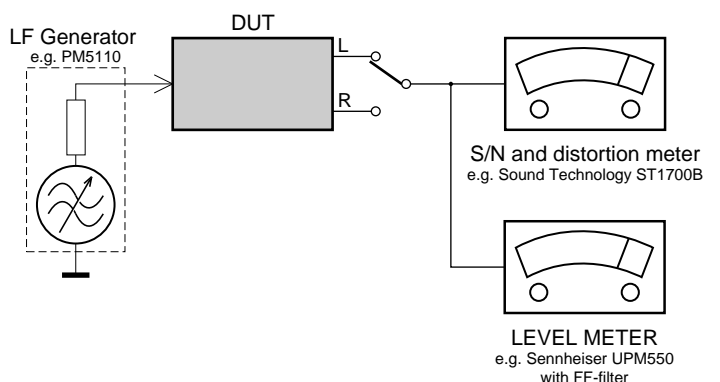 LF Generator
e.g. PM5110
DUT
L
R
S/N and distortion meter
e.g. Sound Technology ST1700B
LEVEL METER
e.g. Sennheiser UPM550
with FF-filter